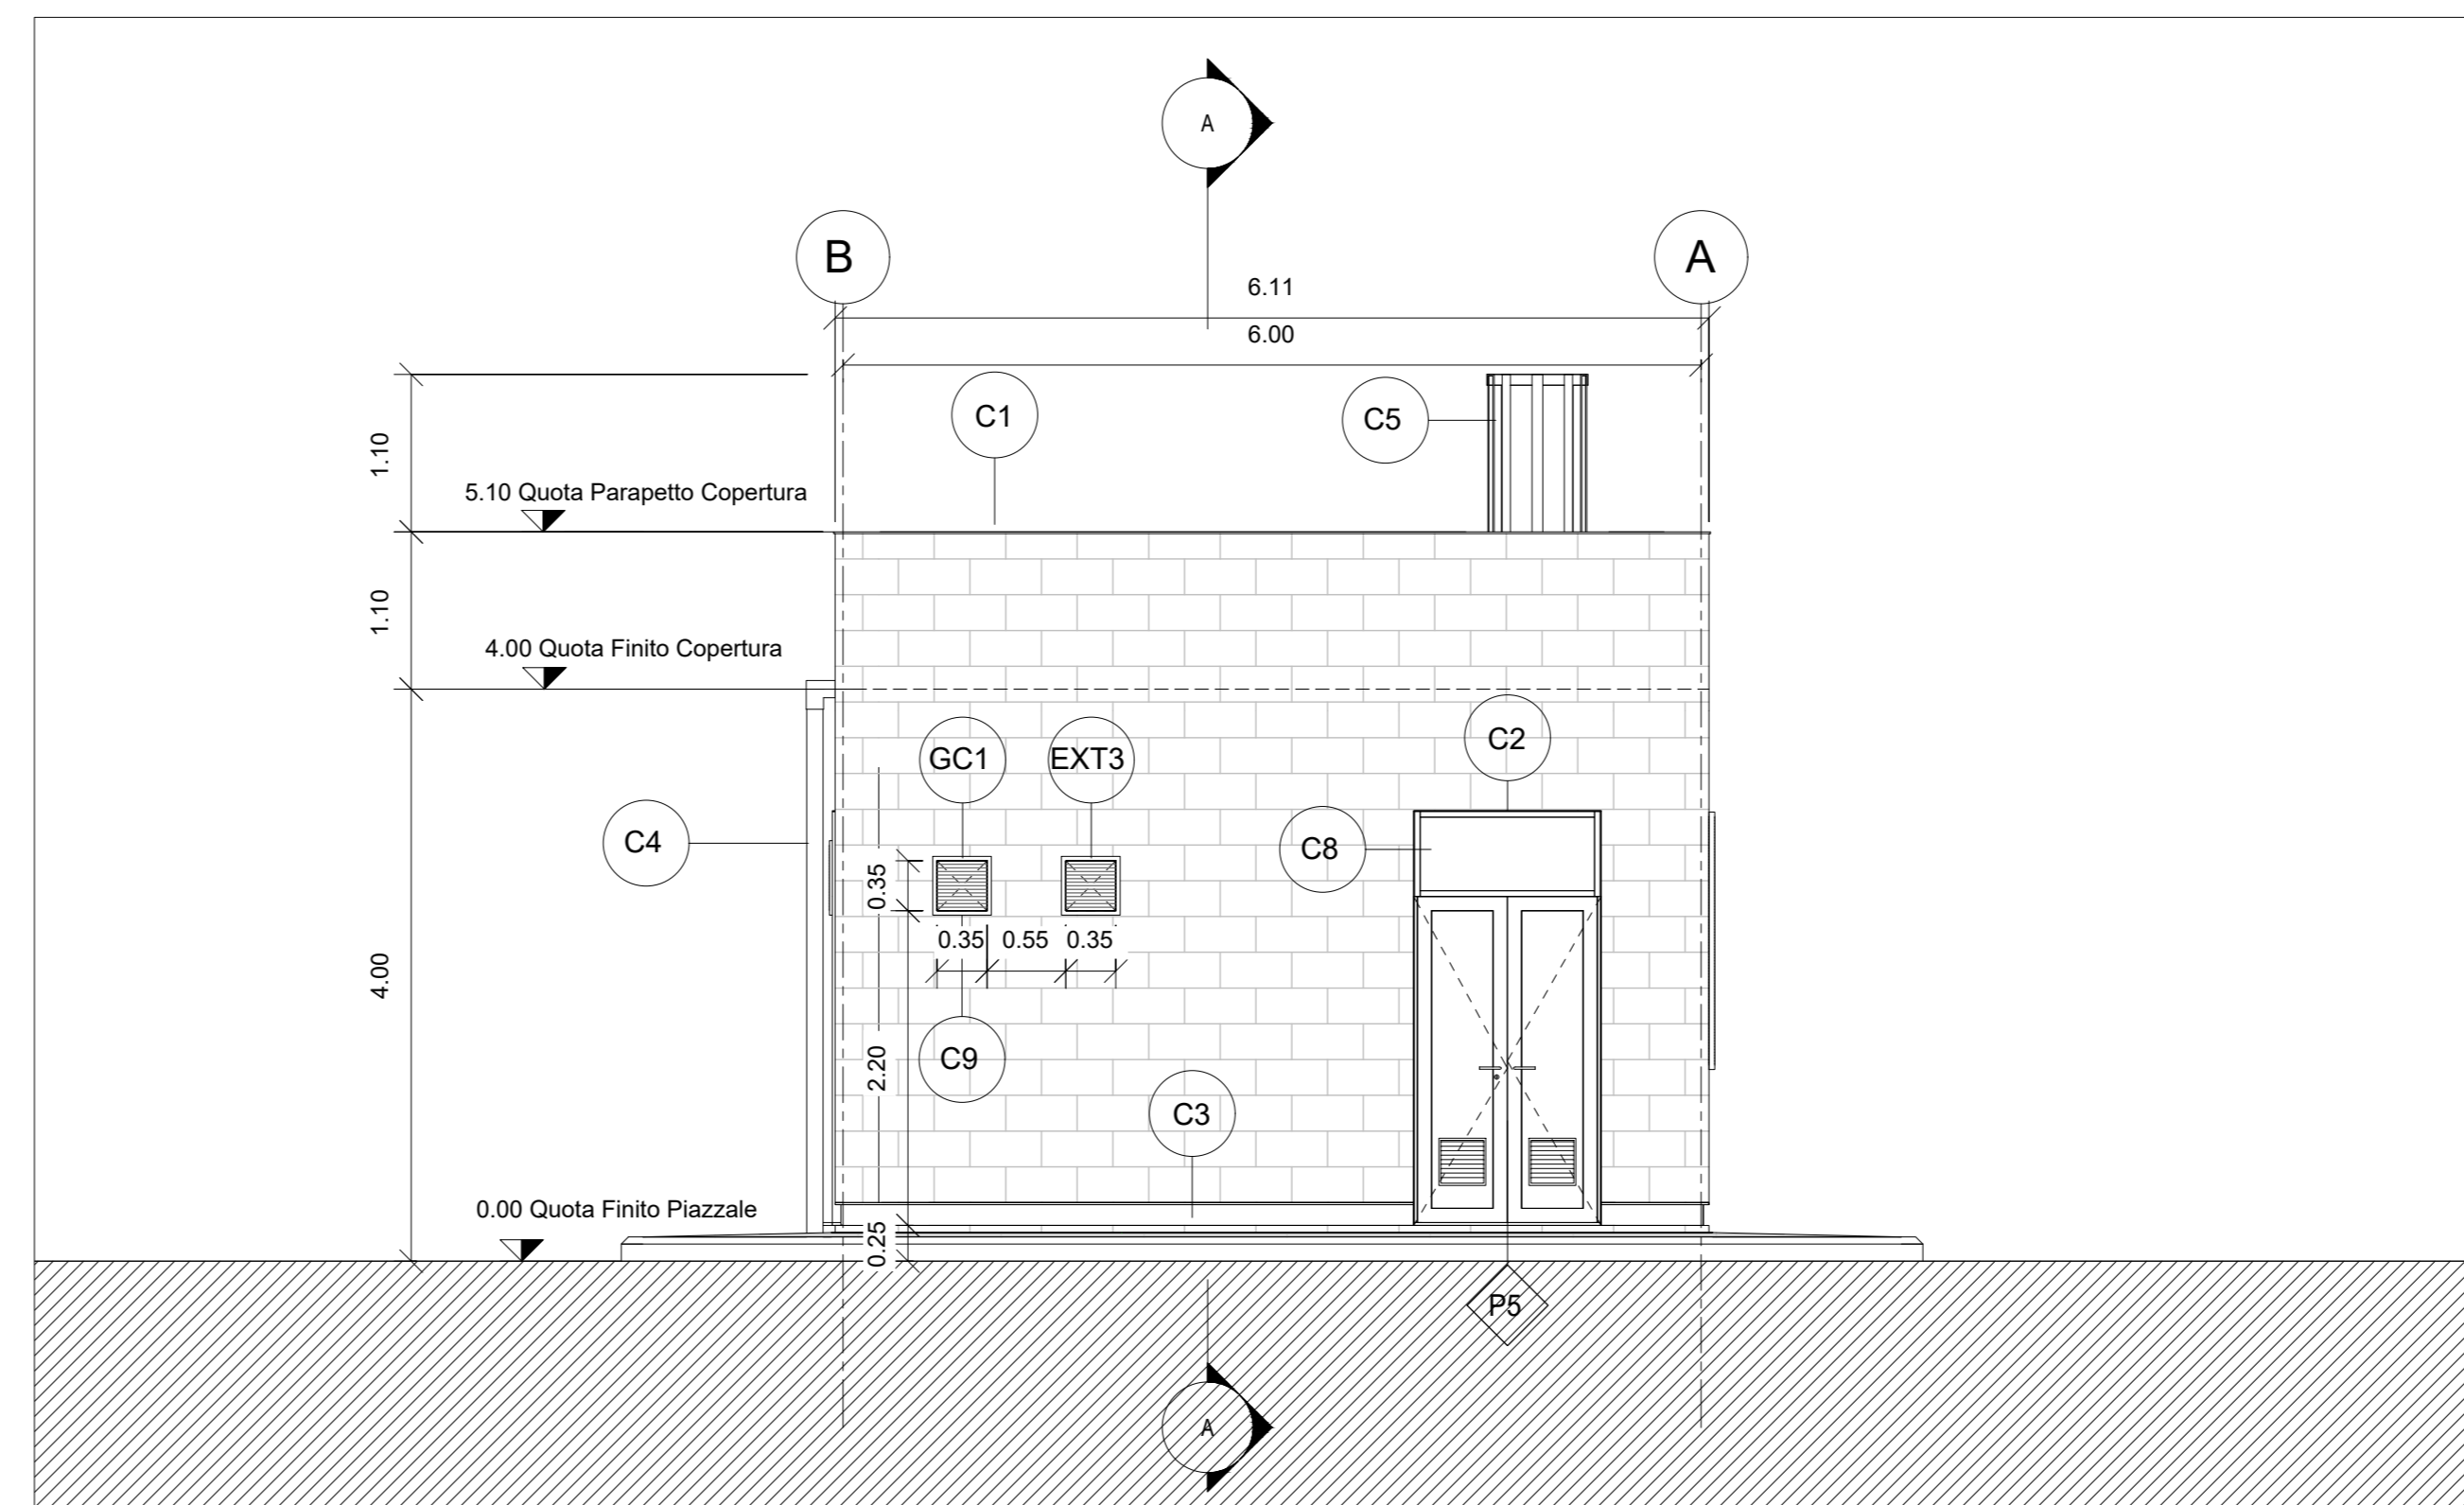 A
B
A
6.11
6.00
C1
C5
1.10
5.10 Quota Parapetto Copertura
1.10
4.00 Quota Finito Copertura
GC1
EXT3
C2
C4
C8
0.35
0.35
0.55
0.35
4.00
2.20
C9
C3
0.00 Quota Finito Piazzale
0.25
P5
A